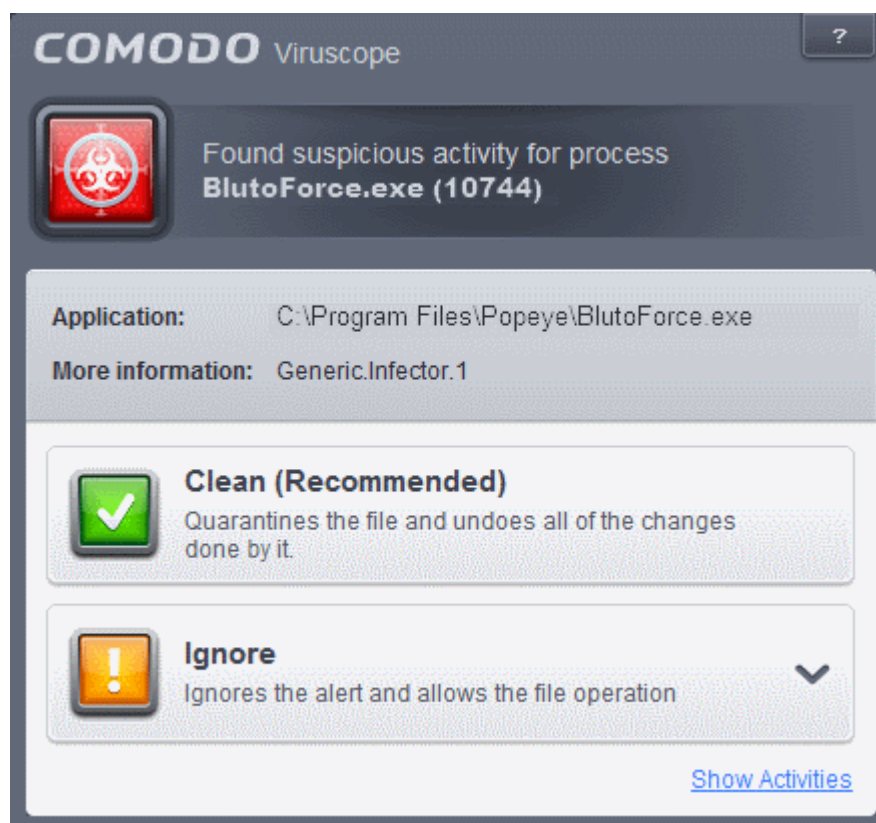 COMODO Viruscope
?
Found suspicious activity for process
BlutoForce.exe (10744)
Application: C:\Program Files\Popeye\BlutoForce.exe
More information: Generic.Infector.1
Clean (Recommended)
Quarantines the file and undoes all of the changes
done by it.
Ignore
Ignores the alert and allows the file operation
Show Activities